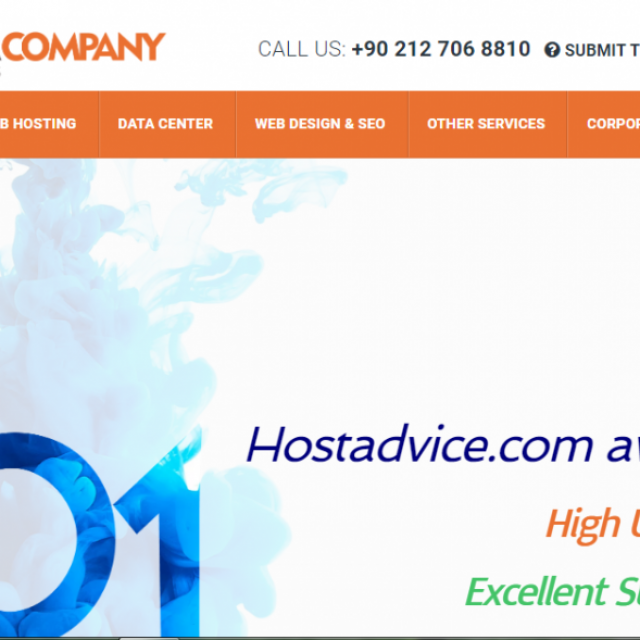 COMPANY
CALL US: +90 212 706 8810 SUBMIT
HOSTING DATA CENTER WEB DESIGN & SEO OTHER SERVICES
Hostadvice.com
01
High
Excellent